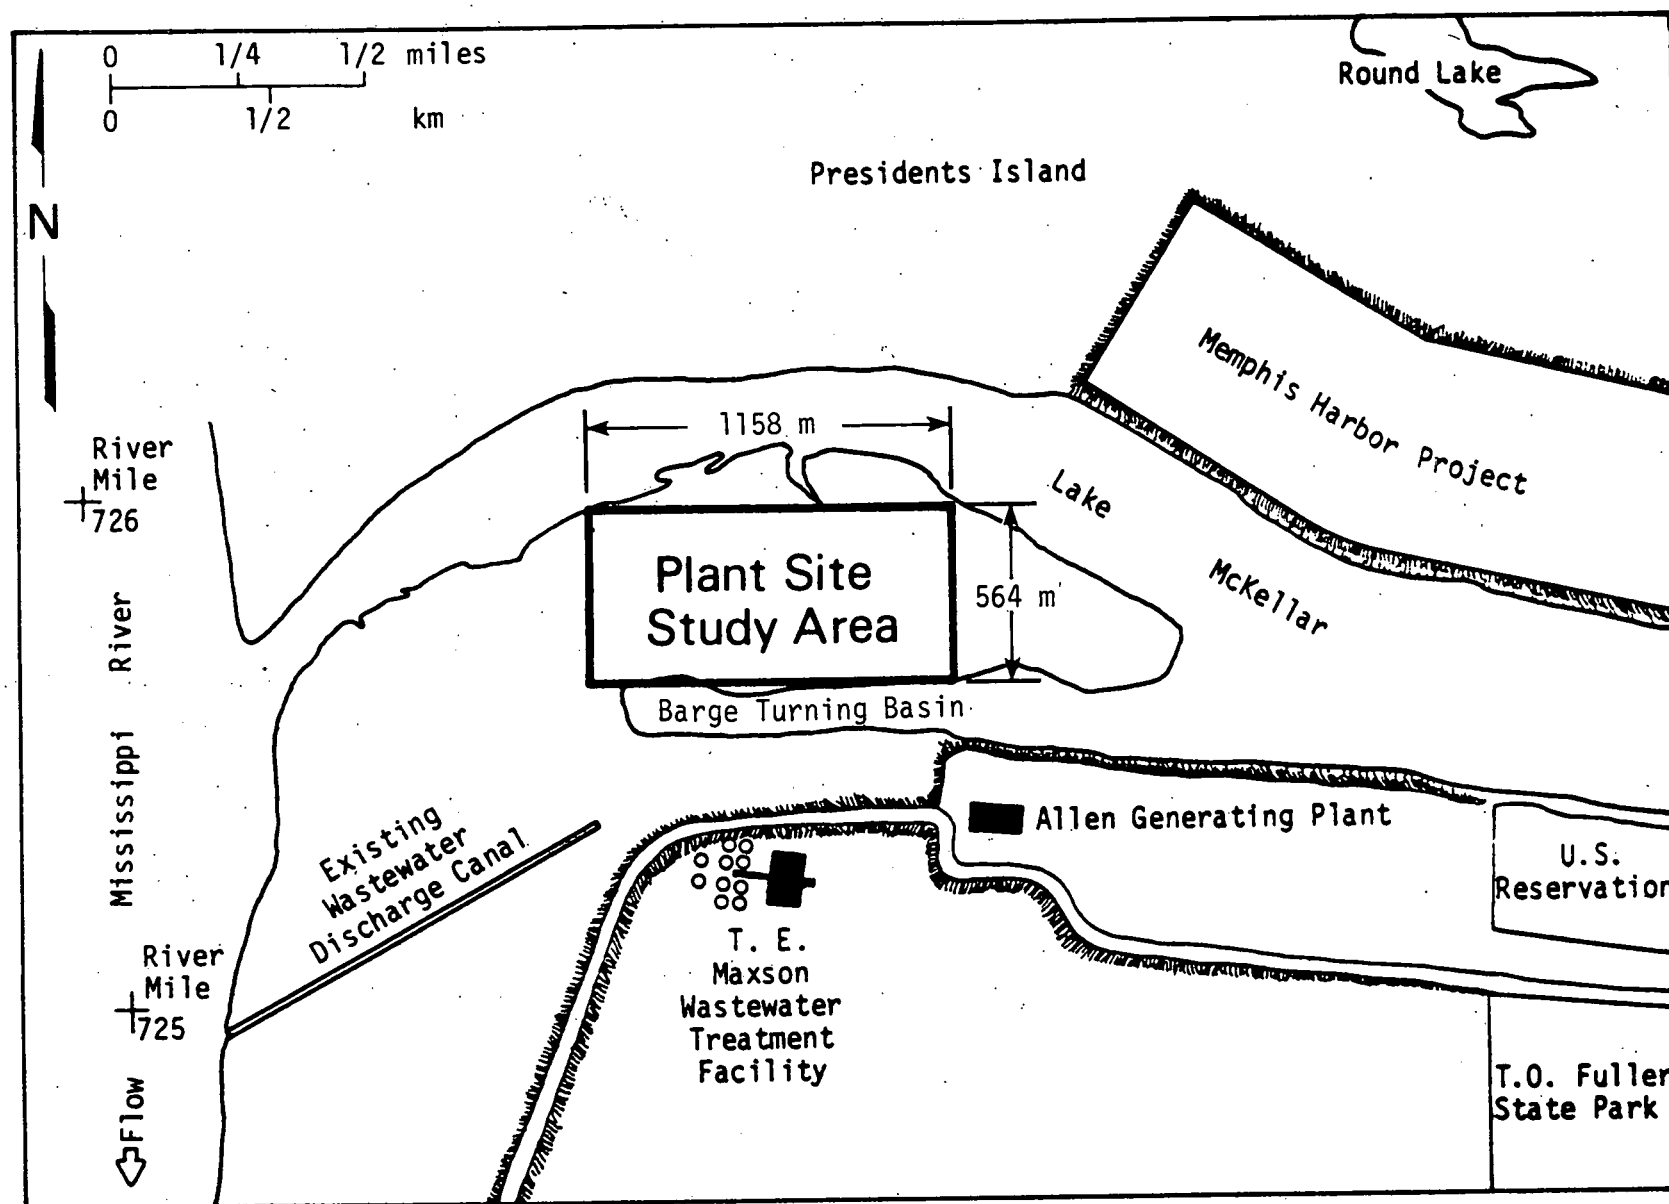 0 1/4 1/2 miles
0 1/2 km
N
Round Lake
Presidents Island
Memphis Harbor Project
1158 m
River
Mile
726
Lake
McKellar
Plant Site
Study Area
564 m
Barge Turning Basin
Mississippi River
Existing
Wastewater
Discharge Canal
Allen Generating Plant
U.S.
Reservation
T. E.
Maxson
Wastewater
Treatment
Facility
River
Mile
725
Flow
T.O. Fuller
State Park